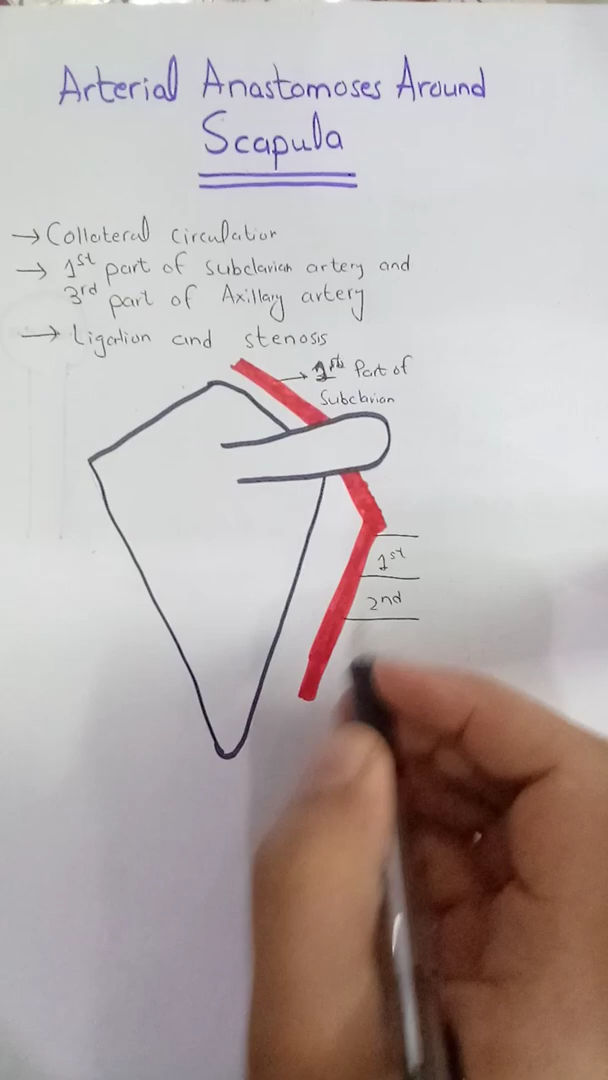 Arterial Anastomoses Around
Scapula
→ Collateral circulation
→ 1st part of subclavian artery and
3rd part of Axillary artery
→ Ligation and stenosis
→ 1st Part of
Subclavian
1st
2nd